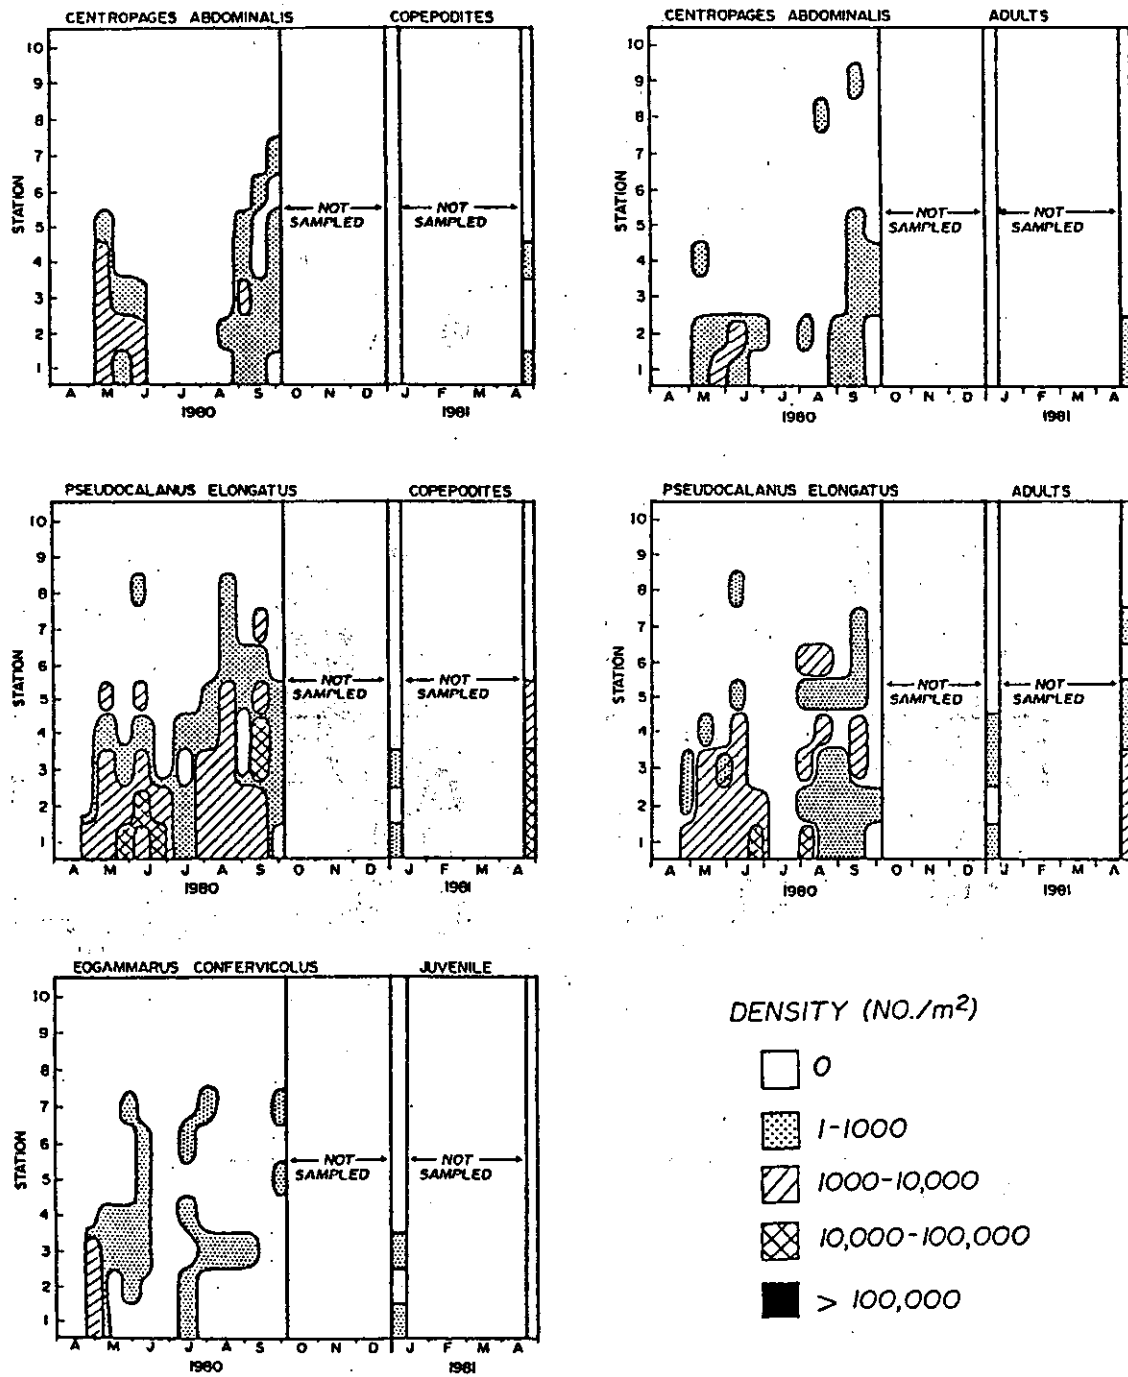 CENTROPAGES ABDOMINALIS COPEPODITES
10
9
8
7
6
5
4
3
2
1
STATION
NOT SAMPLED
NOT SAMPLED
A M J J A S O N D J F M A
1980 1981
CENTROPAGES ABDOMINALIS ADULTS
10
9
8
7
6
5
4
3
2
1
STATION
NOT SAMPLED
NOT SAMPLED
A M J J A S O N D J F M A
1980 1981
PSEUDOCALANUS ELONGATUS COPEPODITES
10
9
8
7
6
5
4
3
2
1
STATION
NOT SAMPLED
NOT SAMPLED
A M J J A S O N D J F M A
1980 1981
PSEUDOCALANUS ELONGATUS ADULTS
10
9
8
7
6
5
4
3
2
1
STATION
NOT SAMPLED
NOT SAMPLED
A M J J A S O N D J F M A
1980 1981
EOGAMMARUS CONFERVICOLUS JUVENILE
10
9
8
7
6
5
4
3
2
1
STATION
NOT SAMPLED
NOT SAMPLED
A M J J A S O N D J F M A
1980 1981
DENSITY (NO./m²)
0
1-1000
1000-10,000
10,000-100,000
> 100,000